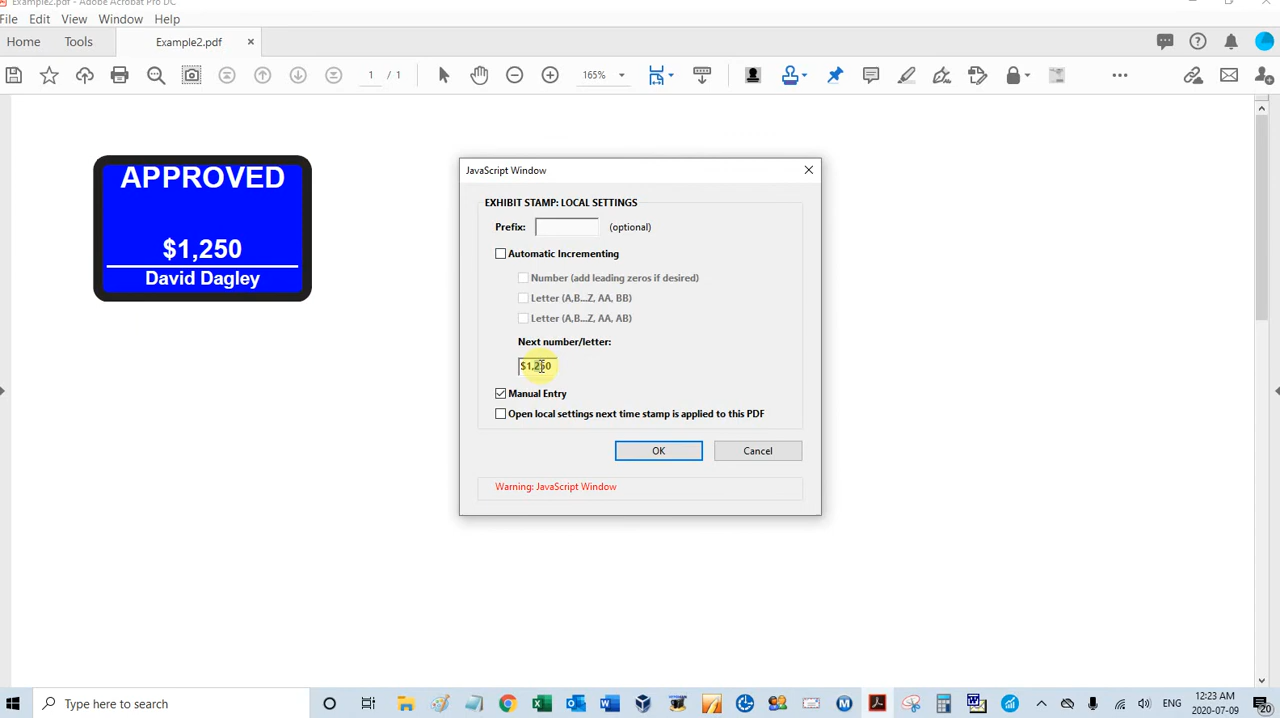 Example2.pdf - Adobe Acrobat Pro DC
File Edit View Window Help
Home Tools Example2.pdf ×
1 / 1 165%
APPROVED
$1,250
David Dagley
JavaScript Window
EXHIBIT STAMP: LOCAL SETTINGS
Prefix: (optional)
Automatic Incrementing
Number (add leading zeros if desired)
Letter (A,B...Z, AA, BB)
Letter (A,B...Z, AA, AB)
Next number/letter:
$1,250
Manual Entry
Open local settings next time stamp is applied to this PDF
OK Cancel
Warning: JavaScript Window
Type here to search
ENG
12:23 AM
2020-07-09
20